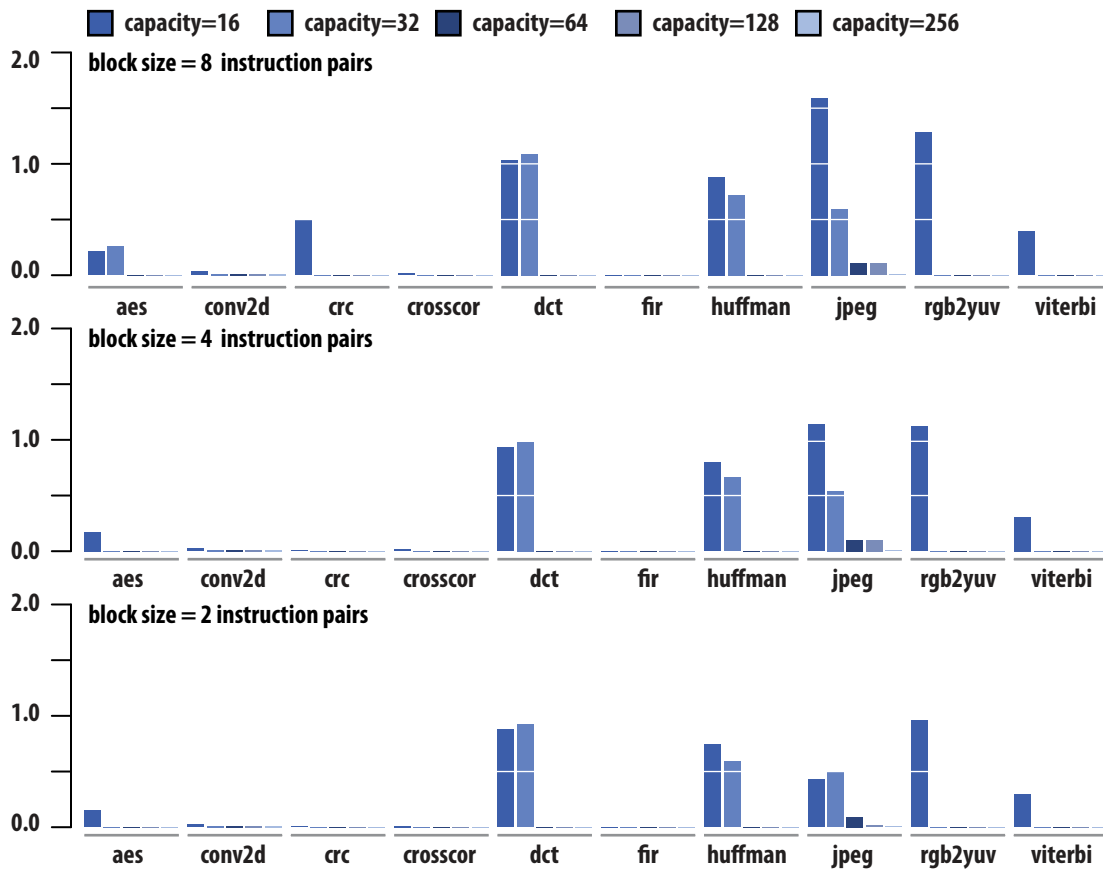 capacity=16 capacity=32 capacity=64 capacity=128 capacity=256
2.0
block size = 8 instruction pairs
1.0
0.0
aes conv2d crc crosscor dct fir huffman jpeg rgb2yuv viterbi
2.0
block size = 4 instruction pairs
1.0
0.0
aes conv2d crc crosscor dct fir huffman jpeg rgb2yuv viterbi
2.0
block size = 2 instruction pairs
1.0
0.0
aes conv2d crc crosscor dct fir huffman jpeg rgb2yuv viterbi